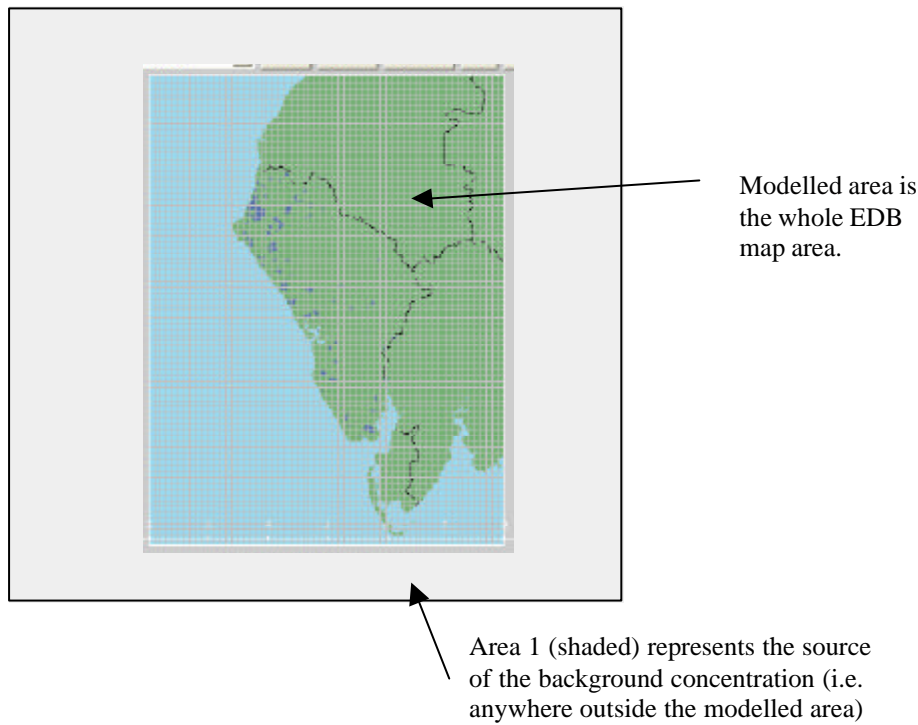 Modelled area is
the whole EDB
map area.
Area 1 (shaded) represents the source
of the background concentration (i.e.
anywhere outside the modelled area)